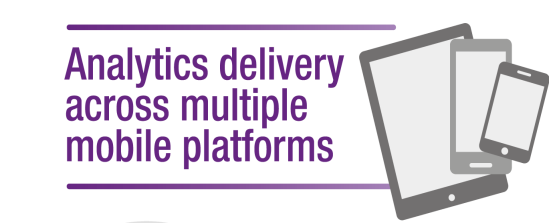 Analytics delivery
across multiple
mobile platforms